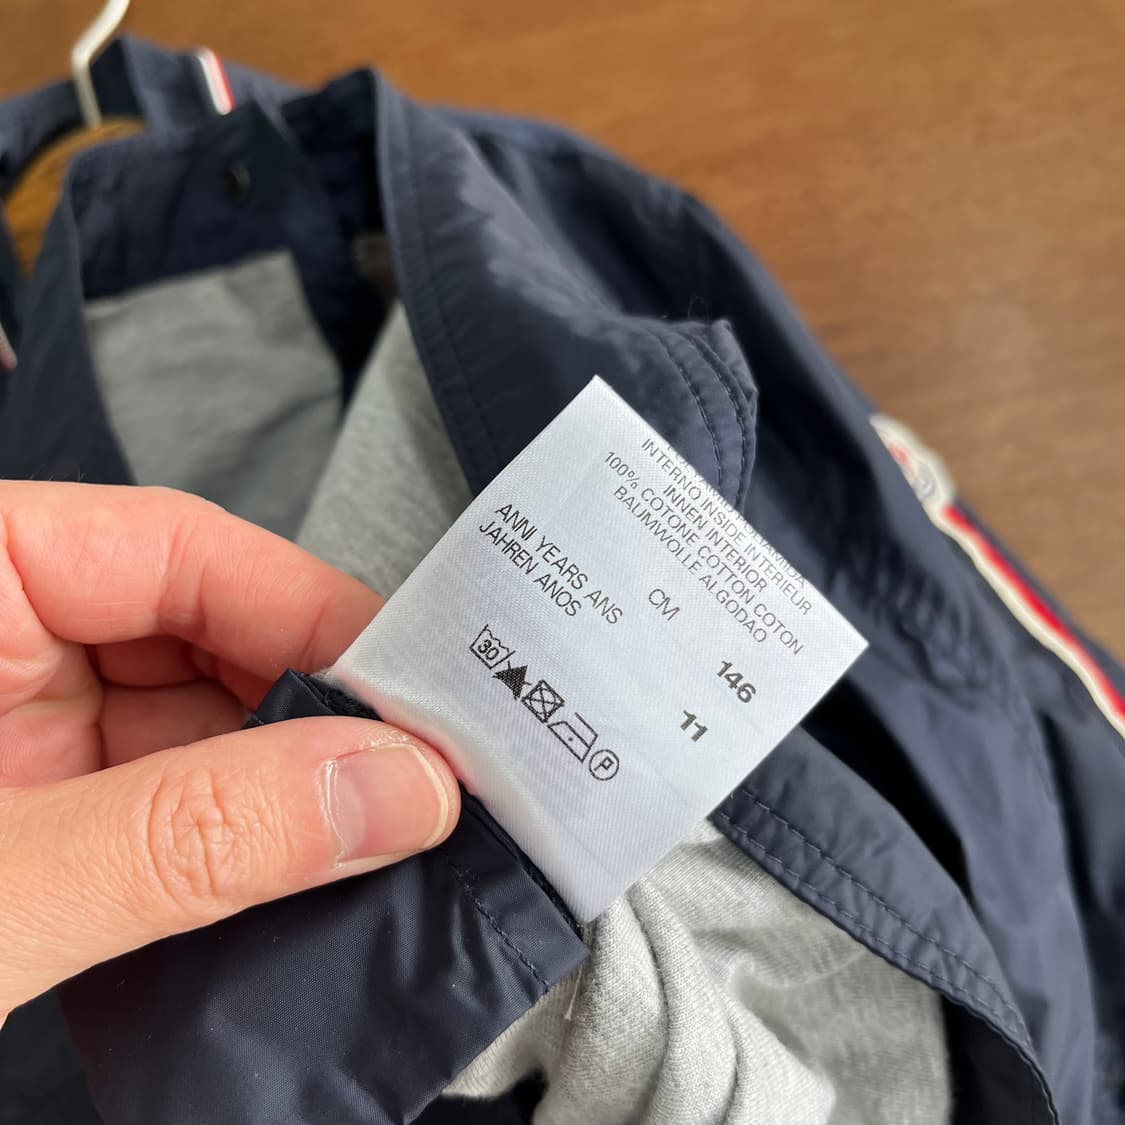 INTERNO INSIDE INTERIEUR
INNEN INTERIOR
100% COTONE COTTON COTON
BAUMWOLLE ALGODAO
CM 146
ANNI YEARS ANS 11
JAHREN ANOS
30
P